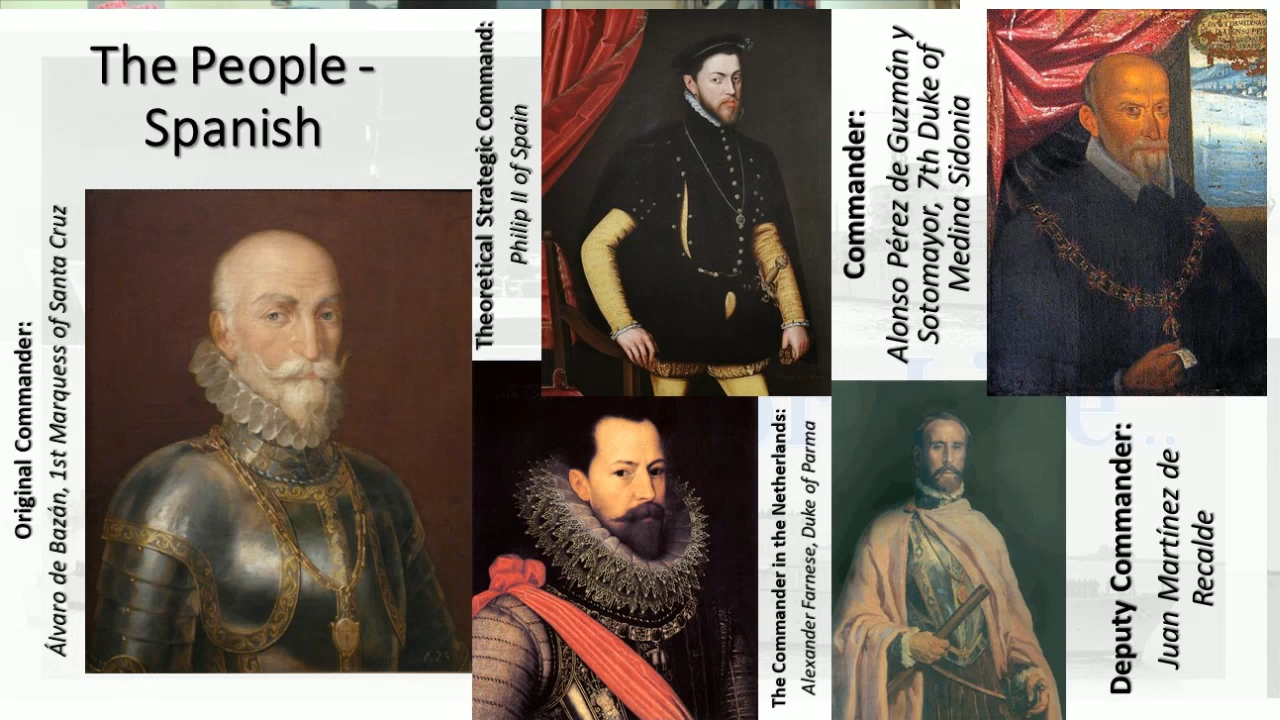 The People -
Spanish
Original Commander:
Álvaro de Bazán, 1st Marquess of Santa Cruz
Theoretical Strategic Command:
Philip II of Spain
Commander:
Alonso Pérez de Guzmán y
Sotomayor, 7th Duke of
Medina Sidonia
The Commander in the Netherlands:
Alexander Farnese, Duke of Parma
Deputy Commander:
Juan Martínez de
Recalde